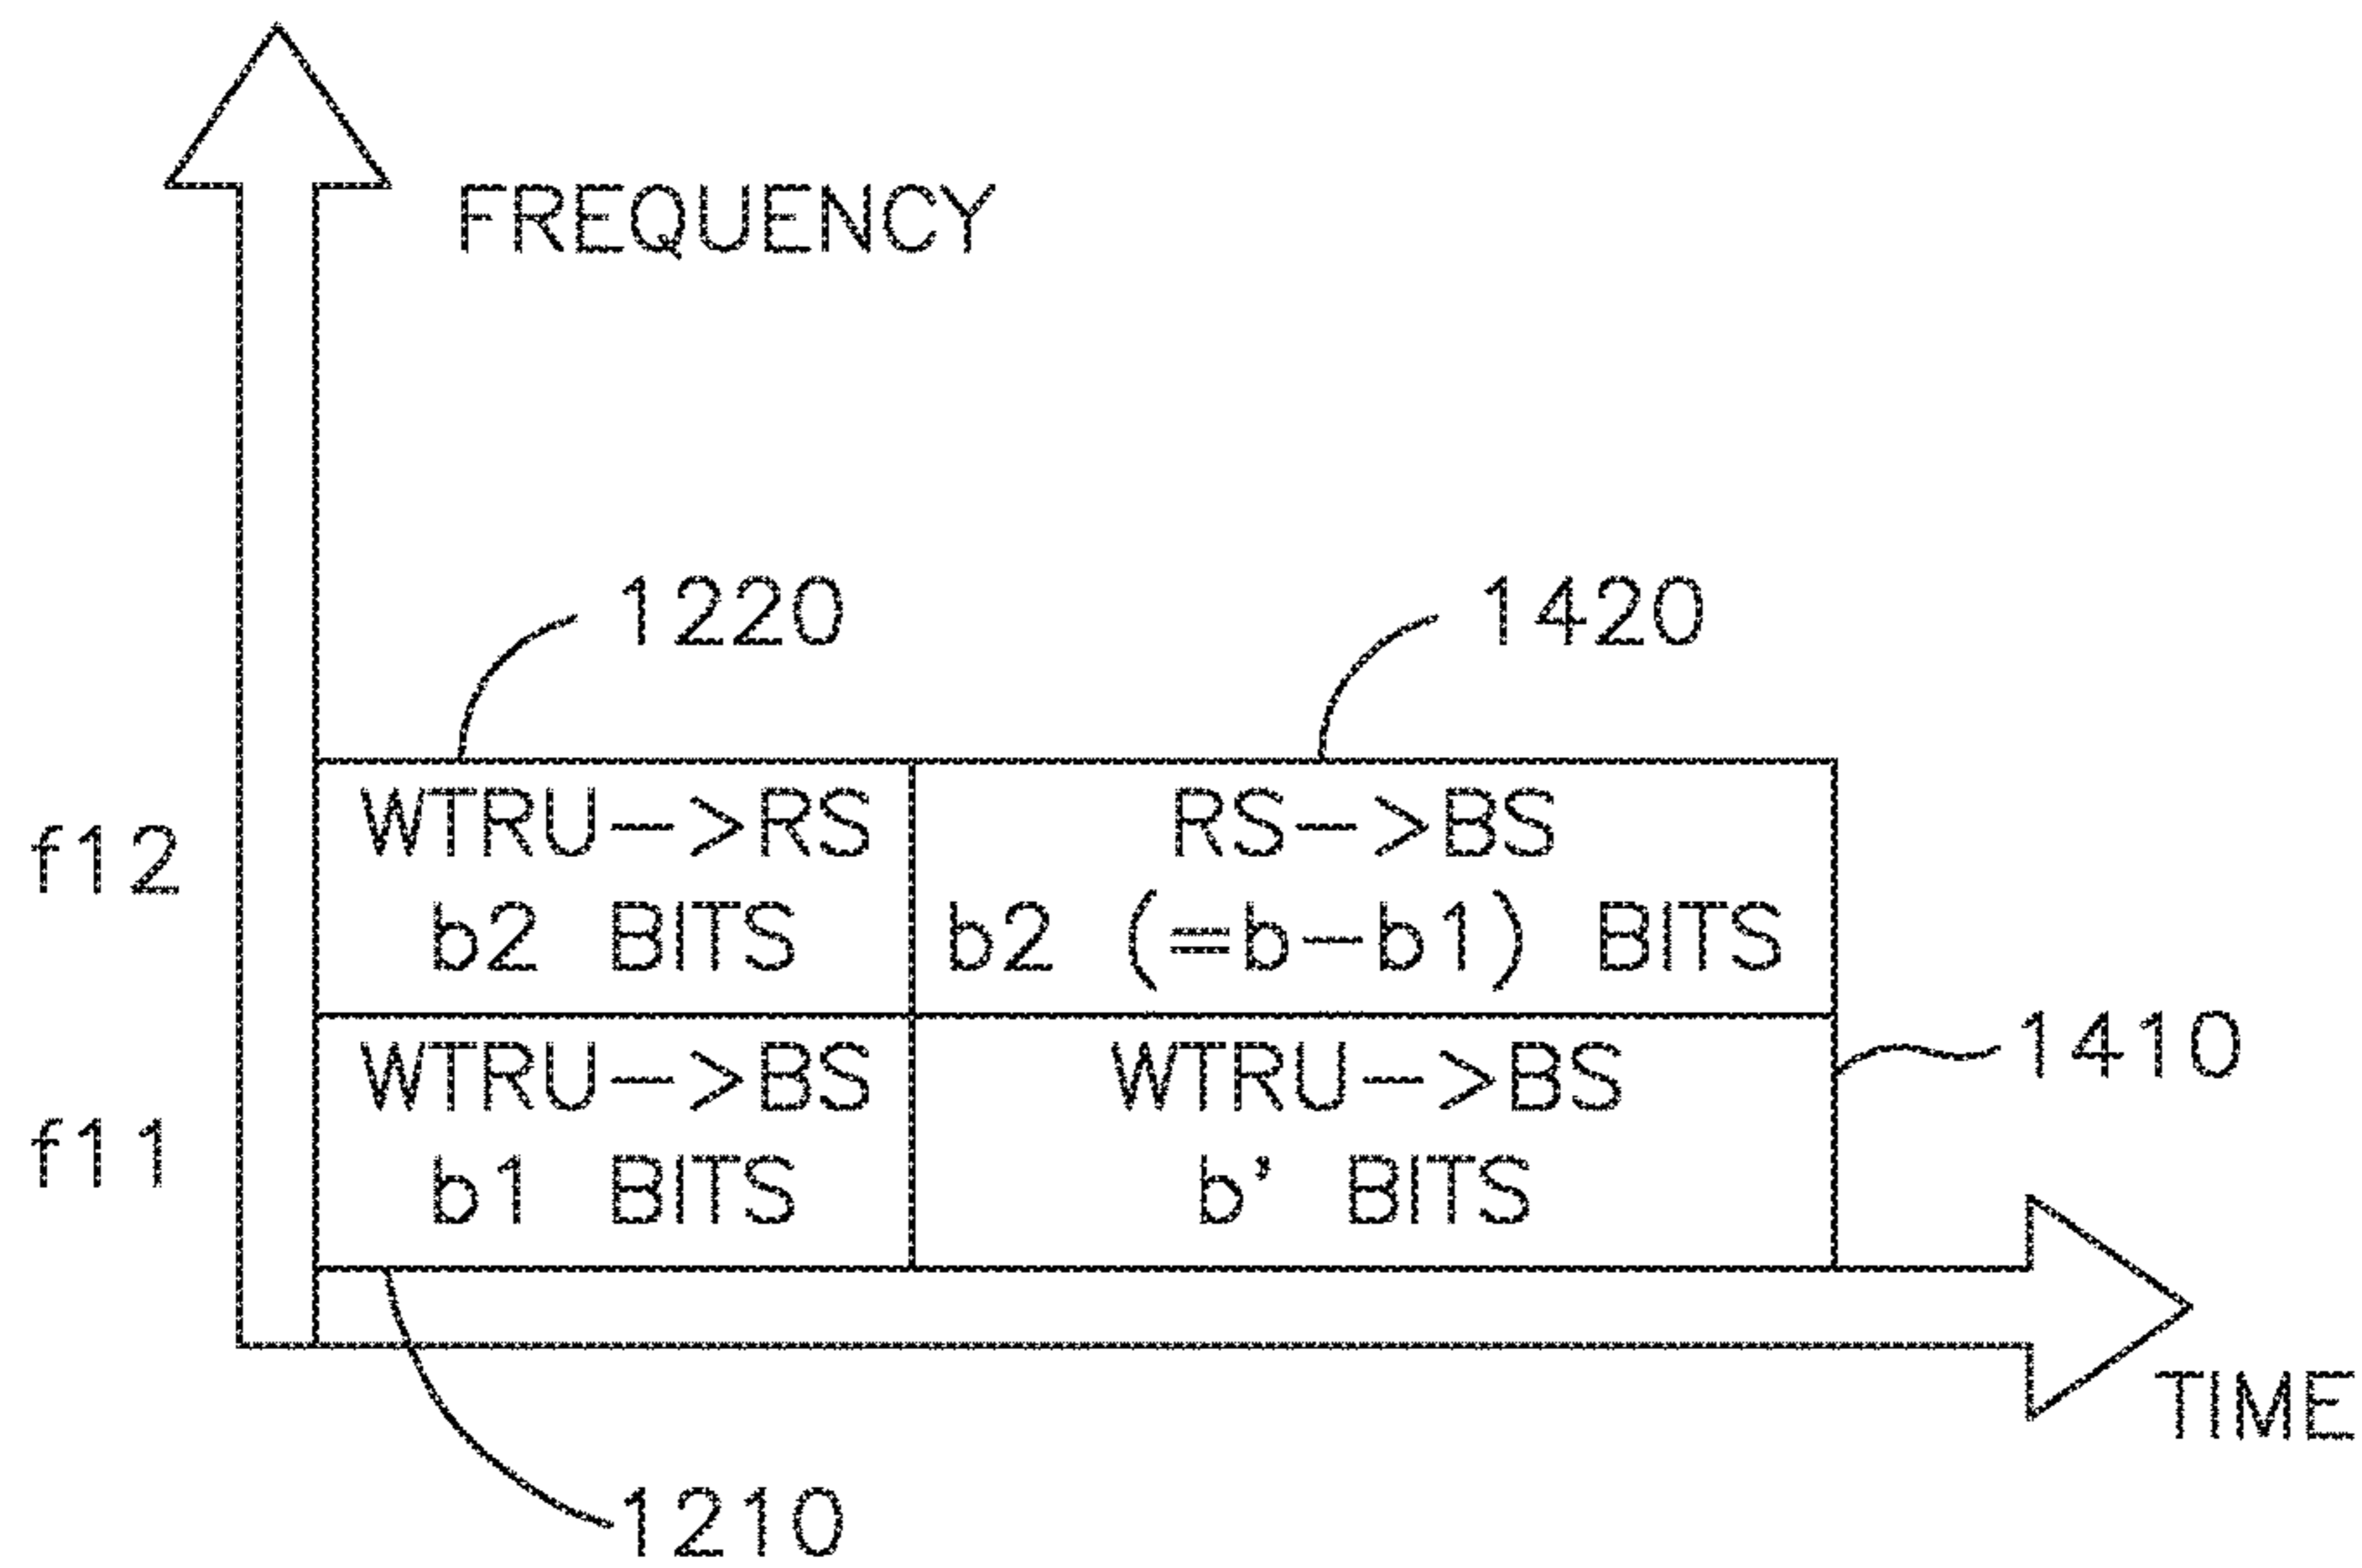 FREQUENCY
1220
1420
f12
WTRU-->RS
b2 BITS
RS-->BS
b2 (=b-b1) BITS
f11
WTRU-->BS
b1 BITS
WTRU-->BS
b' BITS
1410
TIME
1210